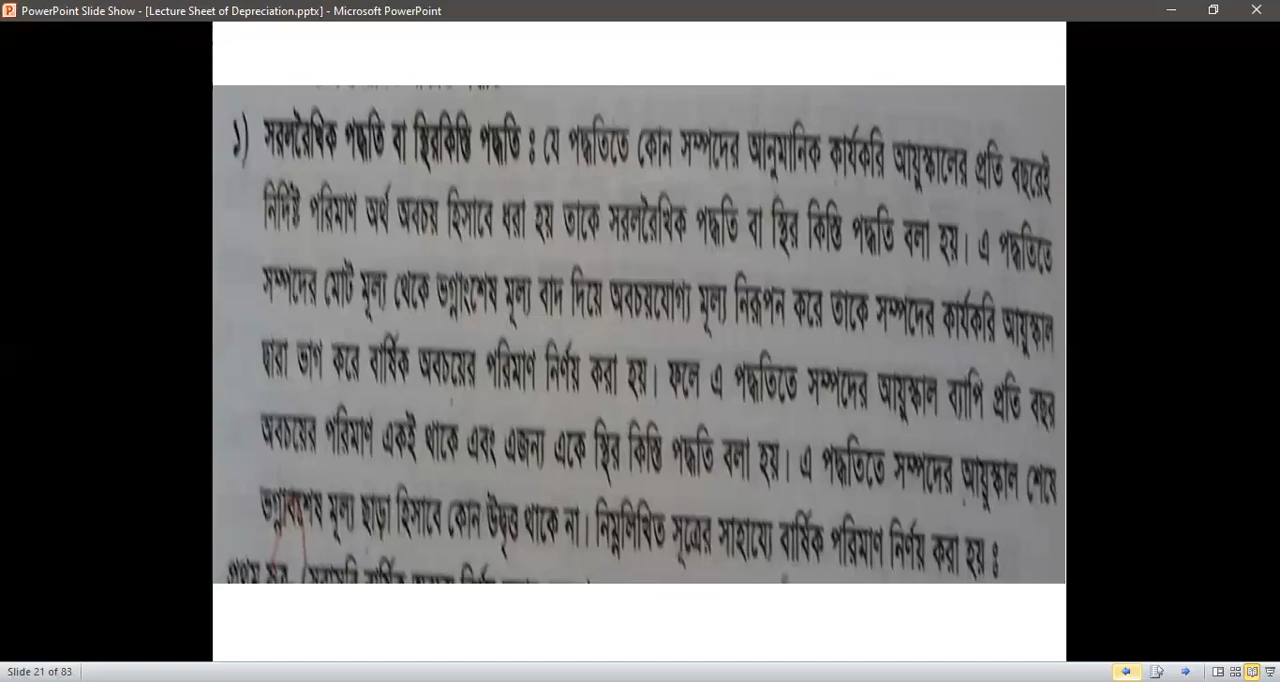 PowerPoint Slide Show - [Lecture Sheet of Depreciation.pptx] - Microsoft PowerPoint
১) সরলরৈখিক পদ্ধতি বা স্থিরকিস্তি পদ্ধতি : যে পদ্ধতিতে কোন সম্পদের আনুমানিক কার্যকরি আয়ুষ্কালের প্রতি বছরেই
নির্দিষ্ট পরিমাণ অর্থ অবচয় হিসাবে ধরা হয় তাকে সরলরৈখিক পদ্ধতি বা স্থির কিস্তি পদ্ধতি বলা হয়। এ পদ্ধতিতে
সম্পদের মোট মূল্য থেকে ভগ্নাংশেষ মূল্য বাদ দিয়ে অবচয়যোগ্য মূল্য নিরূপন করে তাকে সম্পদের কার্যকরি আয়ুষ্কাল
দ্বারা ভাগ করে বার্ষিক অবচয়ের পরিমাণ নির্ণয় করা হয়। ফলে এ পদ্ধতিতে সম্পদের আয়ুষ্কাল ব্যাপি প্রতি বছর
অবচয়ের পরিমাণ একই থাকে এবং এজন্য একে স্থির কিস্তি পদ্ধতি বলা হয়। এ পদ্ধতিতে সম্পদের আয়ুষ্কাল শেষে
মূল্য ছাড়া হিসাবে কোন উদ্বৃত্ত থাকে না। নিম্নলিখিত সূত্রের সাহায্যে বার্ষিক পরিমাণ নির্ণয় করা হয় :
Slide 21 of 83